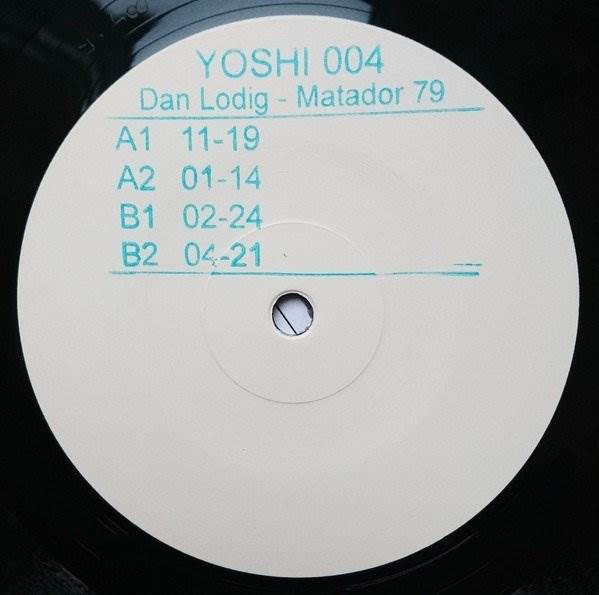 YOSHI 004
Dan Lodig - Matador 79
A1 11-19
A2 01-14
B1 02-24
B2 04-21